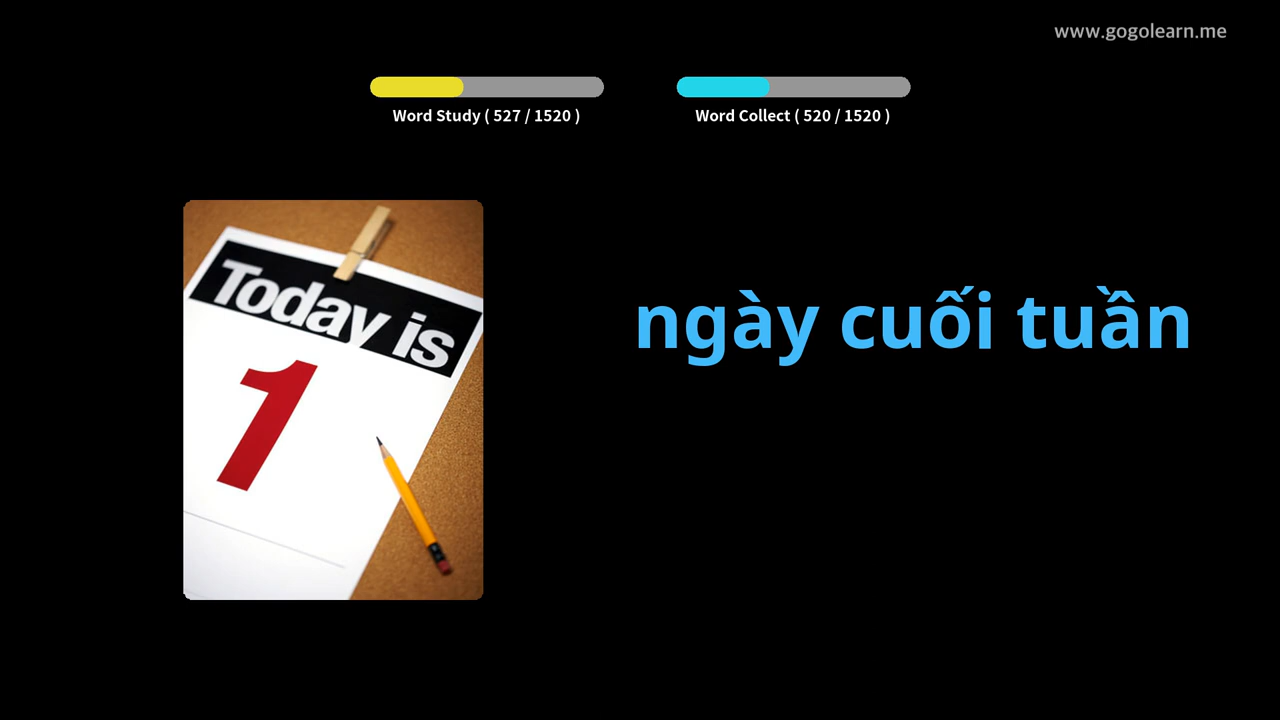 www.gogolearn.me
Word Study ( 527 / 1520 )
Word Collect ( 520 / 1520 )
Today is
1
ngày cuối tuần